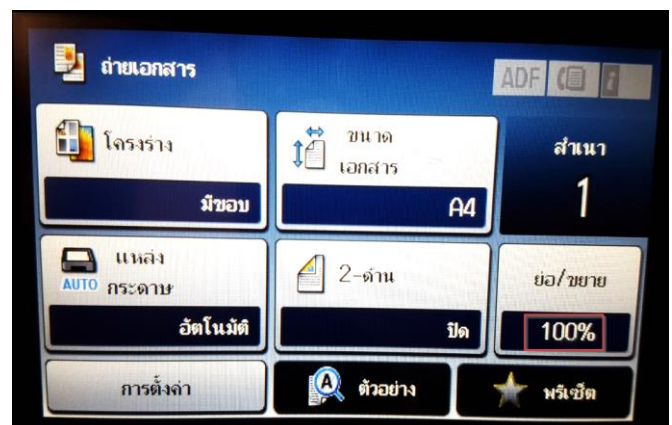 ถ่ายเอกสาร
ADF
i
โครงร่าง
มีขอบ
ขนาด
เอกสาร
A4
สำเนา
1
AUTO
แหล่ง
กระดาษ
อัตโนมัติ
2-ด้าน
ปิด
ย่อ/ขยาย
100%
การตั้งค่า
A
ตัวอย่าง
พรีเซ็ต